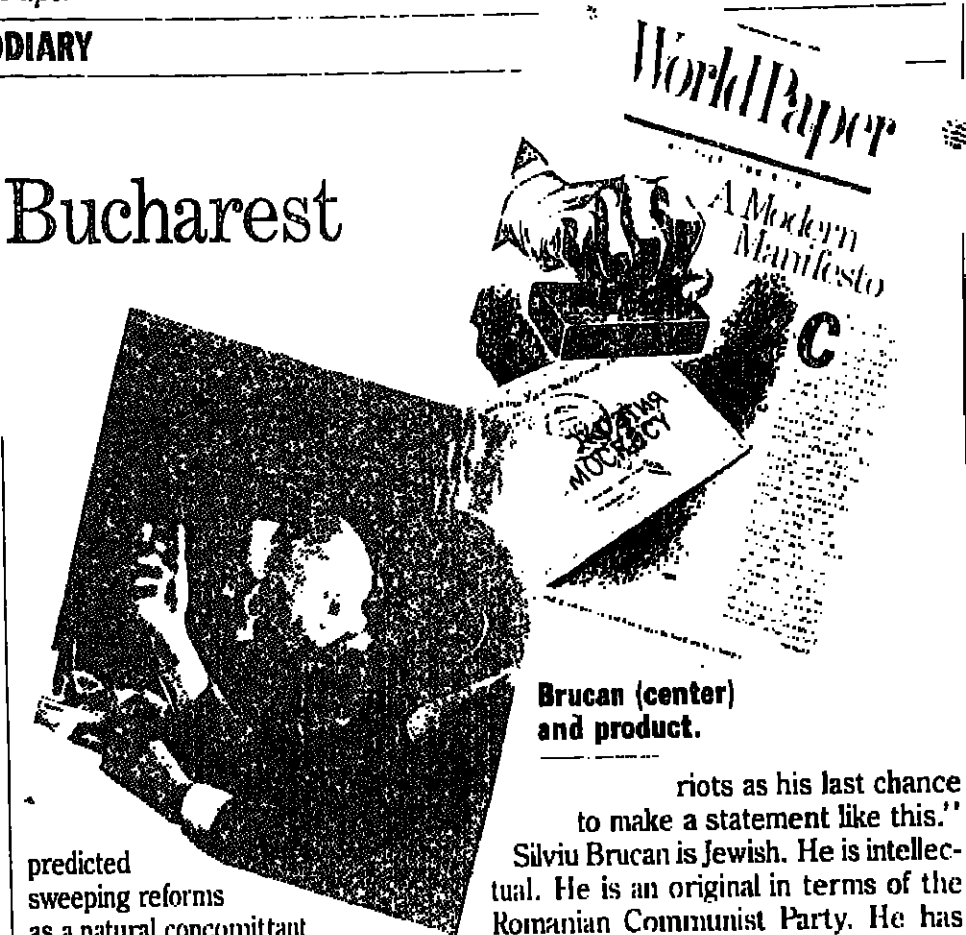 DIARY
Bucharest
WorldPaper
A Modern
Manifesto
C
MOCRACY
Brucan (center)
and product.
predicted
sweeping reforms
as a natural concomittant
riots as his last chance
to make a statement like this."
Silviu Brucan is Jewish. He is intellec-
tual. He is an original in terms of the
Romanian Communist Party. He has